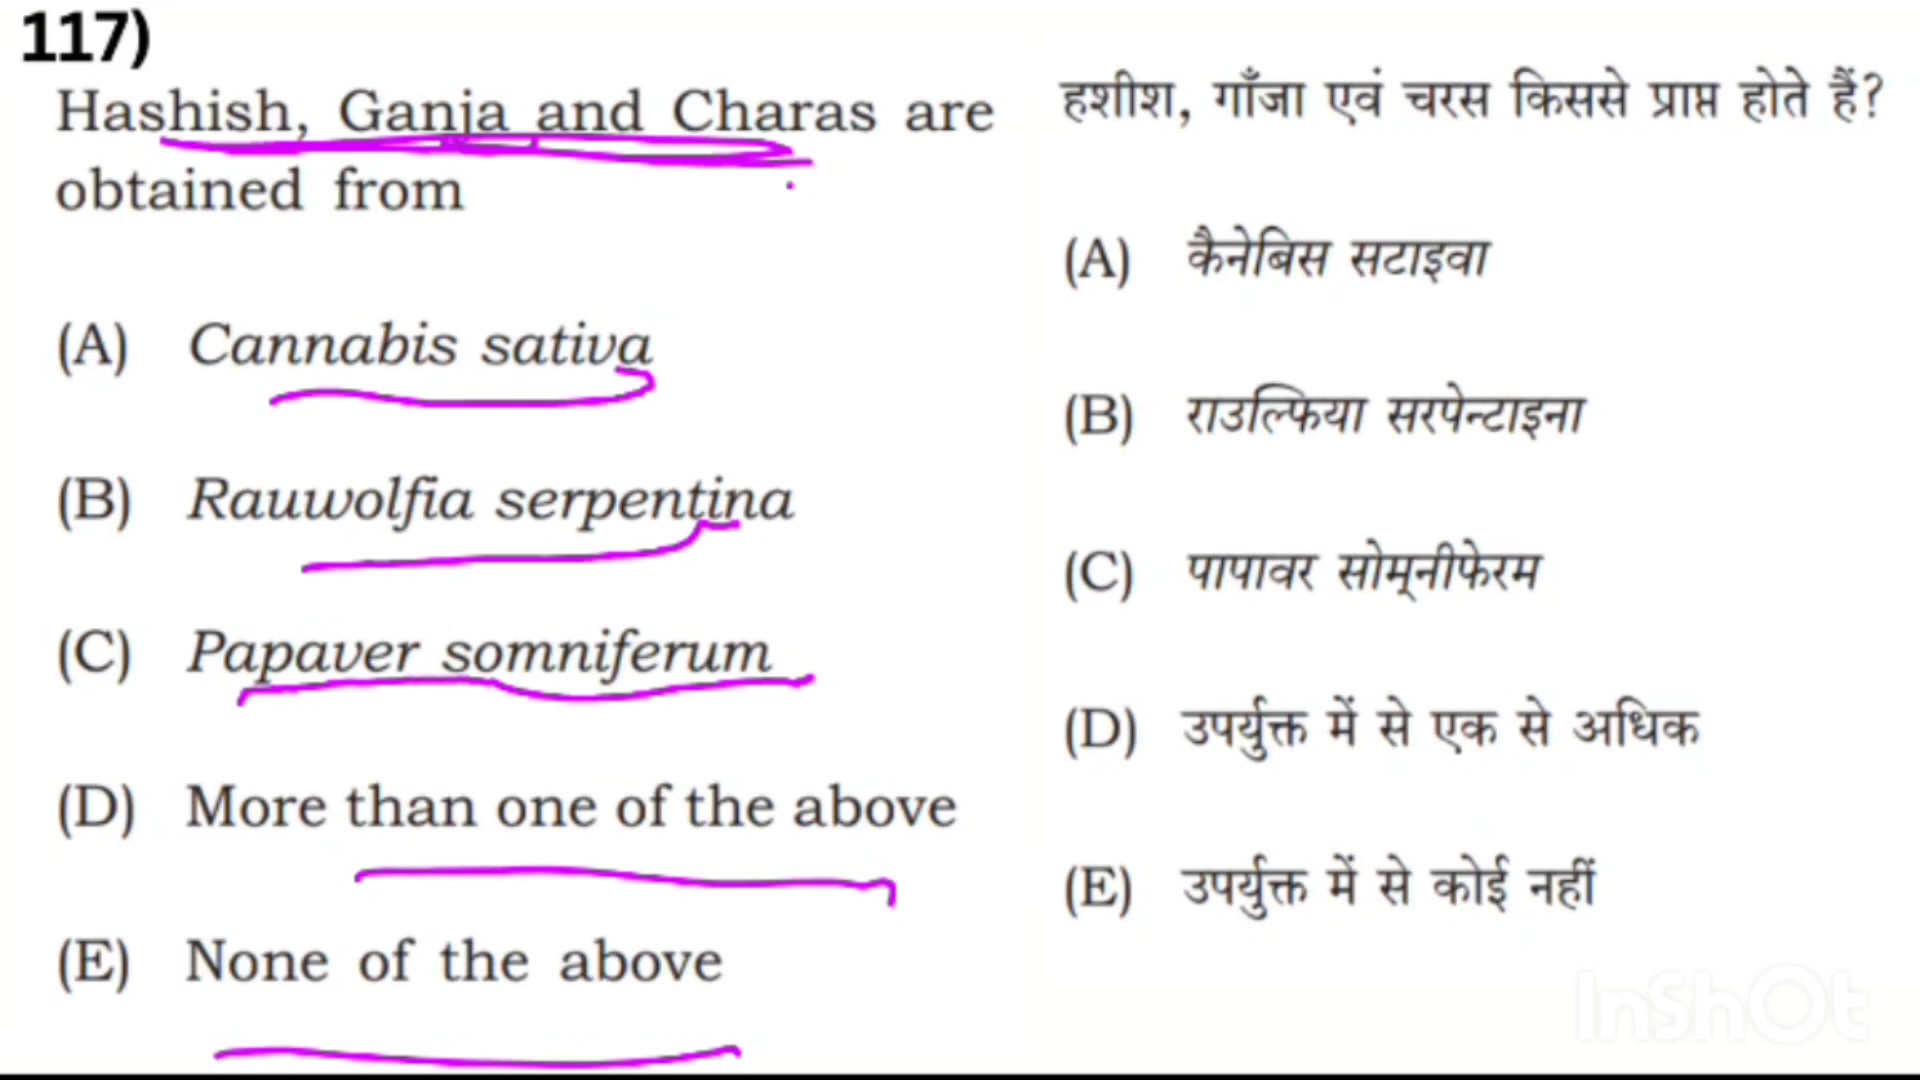 117)
Hashish, Ganja and Charas are
obtained from
(A) Cannabis sativa
(B) Rauwolfia serpentina
(C) Papaver somniferum
(D) More than one of the above
(E) None of the above
हशीश, गाँजा एवं चरस किससे प्राप्त होते हैं?
(A) कैनेबिस सटाइवा
(B) राउल्फिया सरपेन्टाइना
(C) पापावर सोम्‌नीफेरम
(D) उपर्युक्त में से एक से अधिक
(E) उपर्युक्त में से कोई नहीं
InShOt